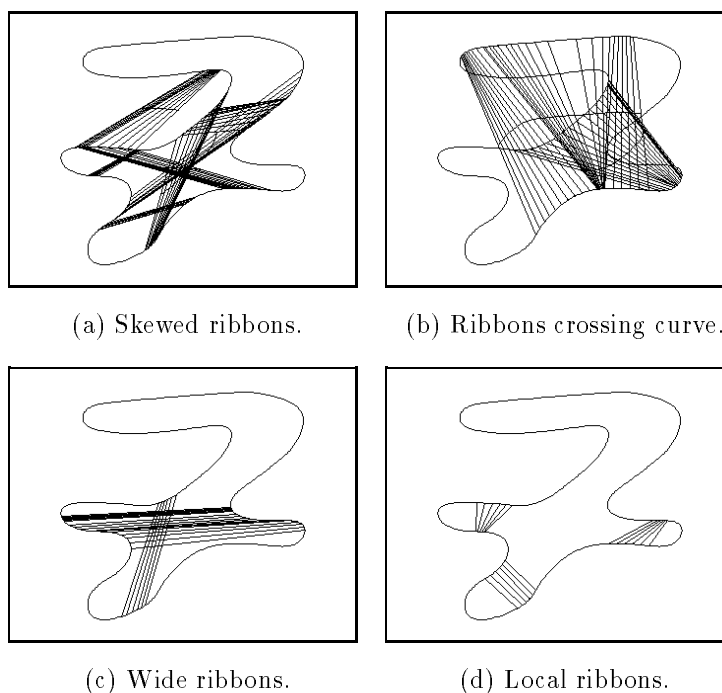 (a) Skewed ribbons.
(b) Ribbons crossing curve.
(c) Wide ribbons.
(d) Local ribbons.